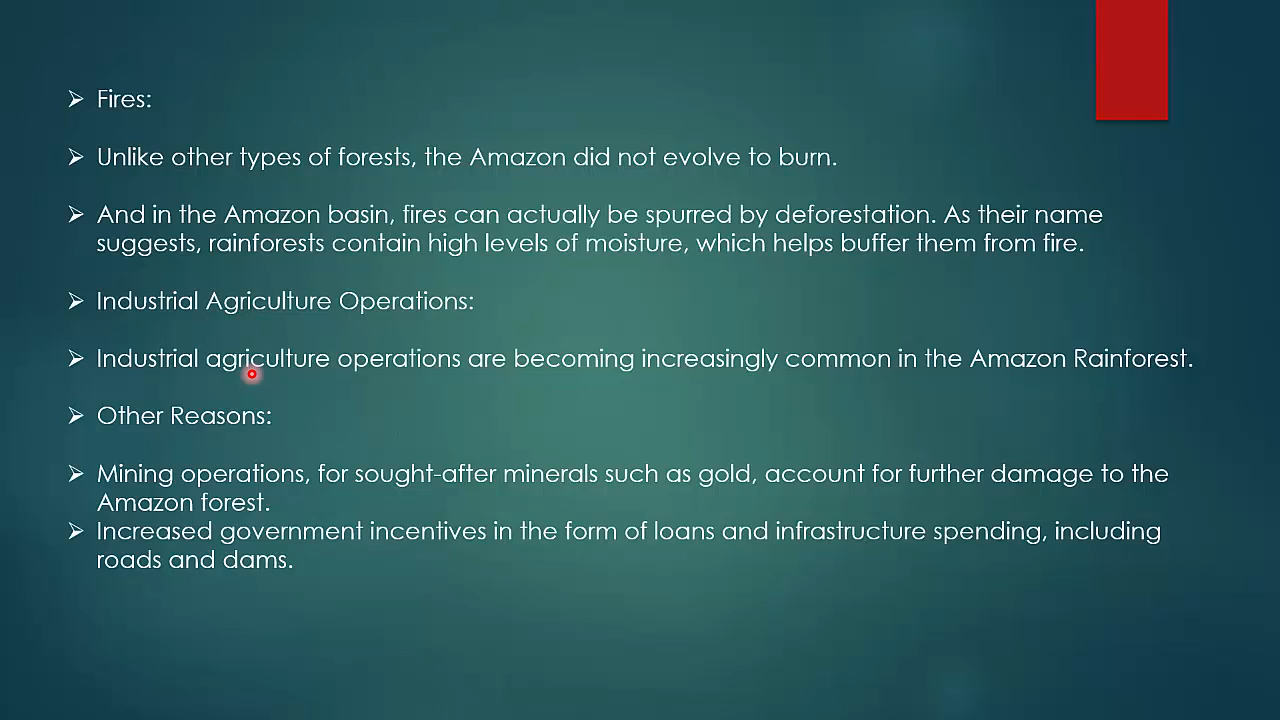 Fires:
Unlike other types of forests, the Amazon did not evolve to burn.
And in the Amazon basin, fires can actually be spurred by deforestation. As their name
suggests, rainforests contain high levels of moisture, which helps buffer them from fire.
Industrial Agriculture Operations:
Industrial agriculture operations are becoming increasingly common in the Amazon Rainforest.
Other Reasons:
Mining operations, for sought-after minerals such as gold, account for further damage to the
Amazon forest.
Increased government incentives in the form of loans and infrastructure spending, including
roads and dams.